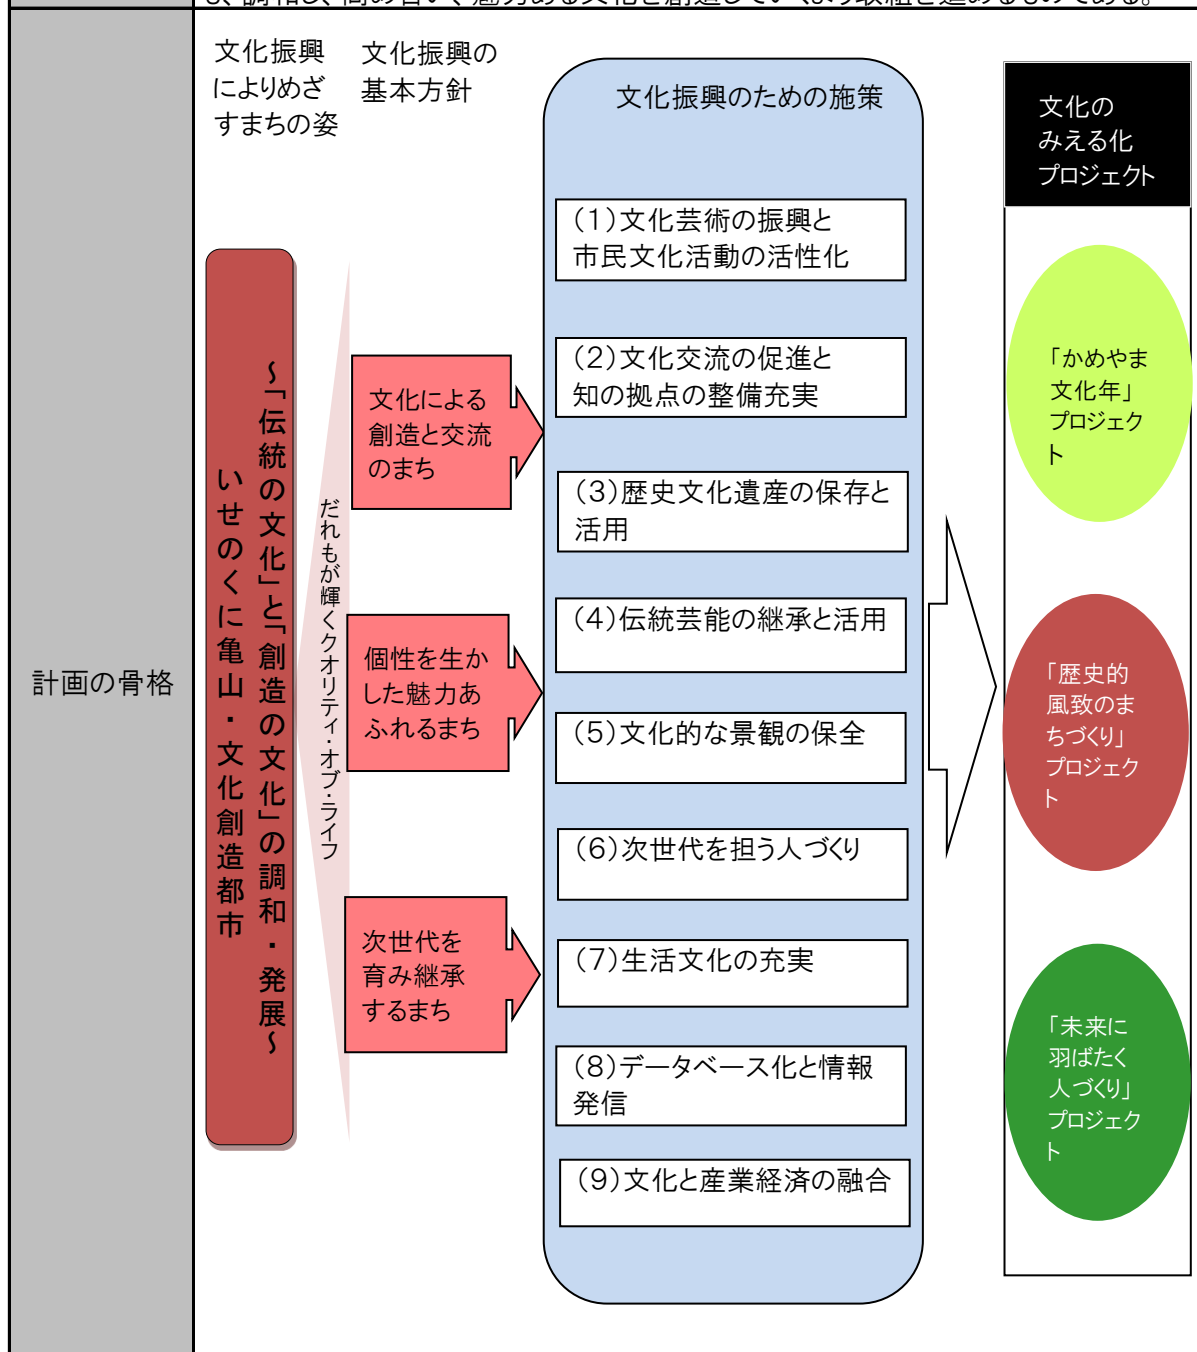 計画の骨格
文化振興
によりめざ
すまちの姿
文化振興の
基本方針
～「伝統の文化」と「創造の文化」の調和・発展～
いせのくに亀山・文化創造都市
だれもが輝くクオリティ・オブ・ライフ
文化による
創造と交流
のまち
個性を生か
した魅力あ
ふれるまち
次世代を
育み継承
するまち
文化振興のための施策
（１）文化芸術の振興と
市民文化活動の活性化
（２）文化交流の促進と
知の拠点の整備充実
（３）歴史文化遺産の保存と
活用
（４）伝統芸能の継承と活用
（５）文化的な景観の保全
（６）次世代を担う人づくり
（７）生活文化の充実
（８）データベース化と情報
発信
（９）文化と産業経済の融合
文化の
みえる化
プロジェクト
「かめやま
文化年」
プロジェク
ト
「歴史的
風致のま
ちづくり」
プロジェク
ト
「未来に
羽ばたく
人づくり」
プロジェク
ト